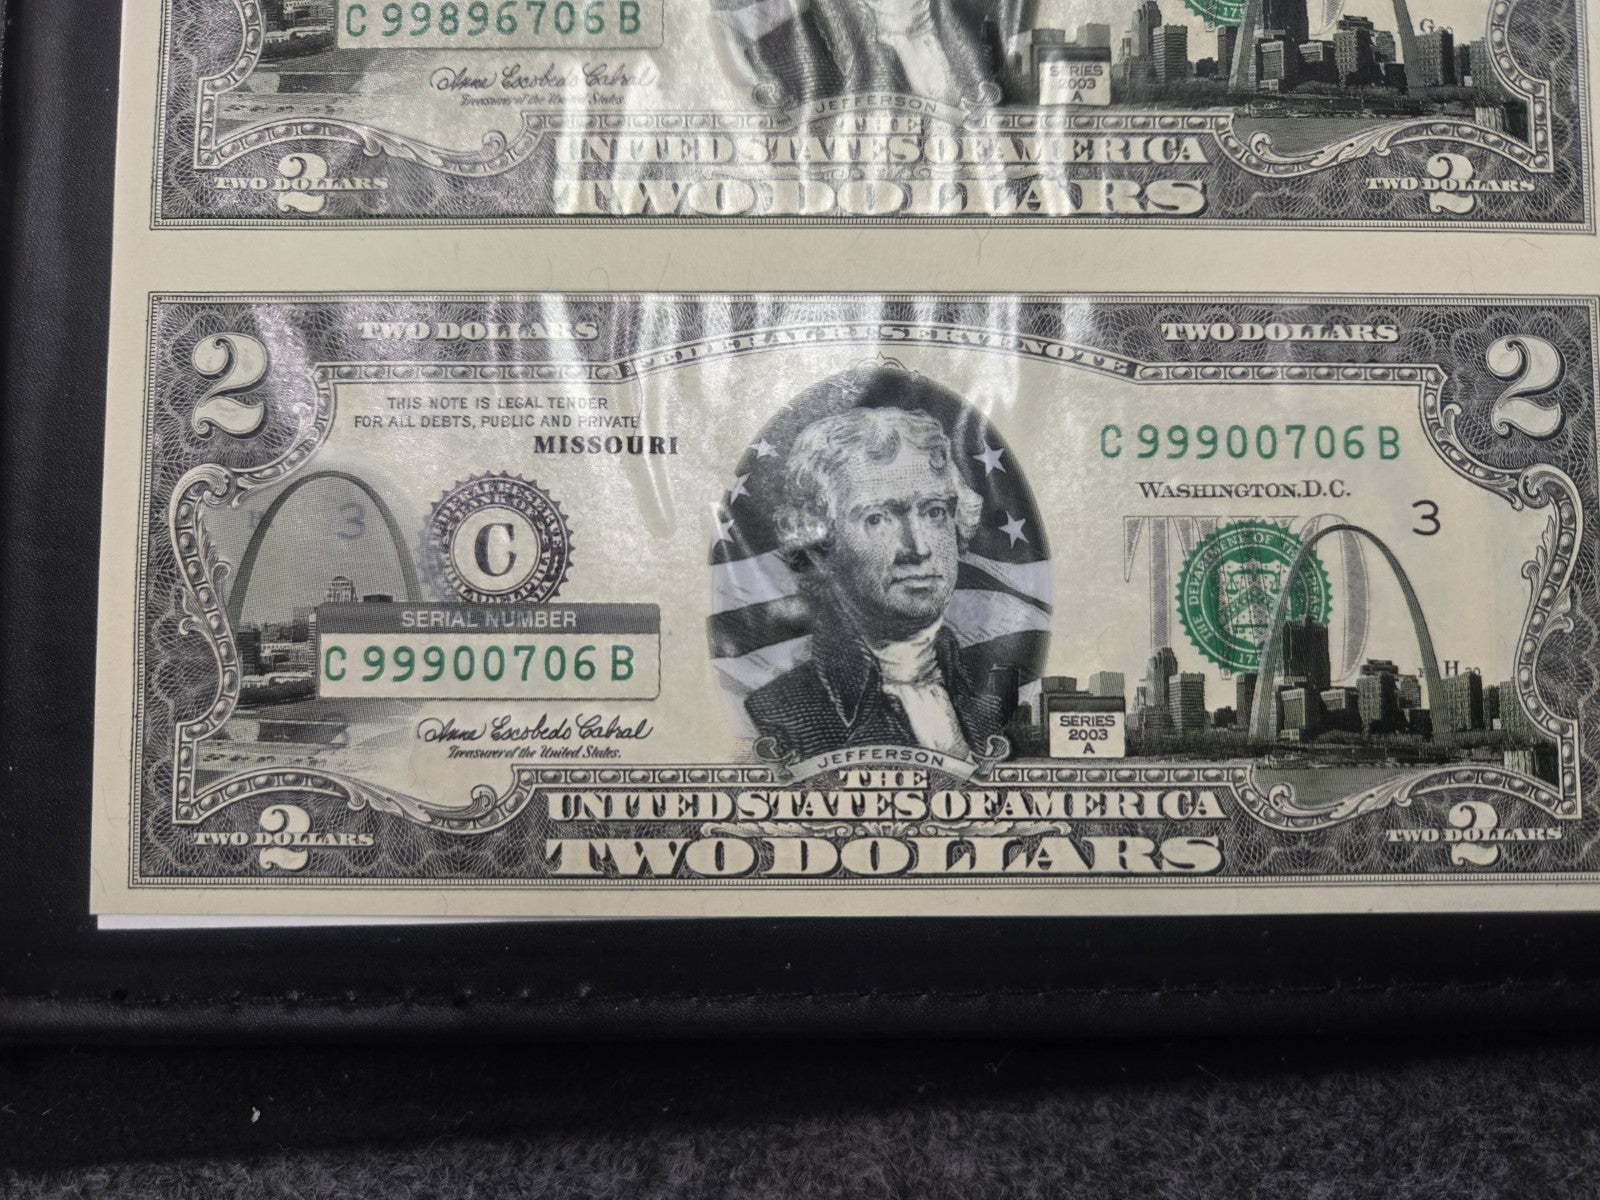 C 99896706 B
G
Anna Escobedo Cabral
Treasurer of the United States.
SERIES
2003
A
JEFFERSON
THE
UNITED STATES OF AMERICA
TWO DOLLARS
TWO DOLLARS
2
TWO DOLLARS
2
2
TWO DOLLARS
FEDERAL RESERVE NOTE
TWO DOLLARS
2
THIS NOTE IS LEGAL TENDER
FOR ALL DEBTS, PUBLIC AND PRIVATE
MISSOURI
C 99900706 B
WASHINGTON, D.C.
3
3
C
SERIAL NUMBER
C 99900706 B
H
Anna Escobedo Cabral
Treasurer of the United States.
SERIES
2003
A
JEFFERSON
THE
UNITED STATES OF AMERICA
TWO DOLLARS
2
TWO DOLLARS
TWO DOLLARS
2